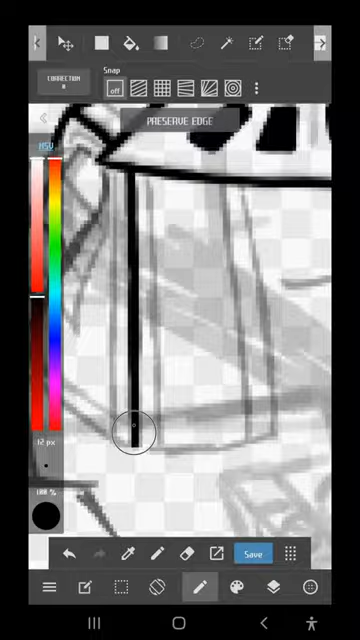 Snap
CORRECTION
off
PRESERVE EDGE
HSV
12 px
100 %
Save